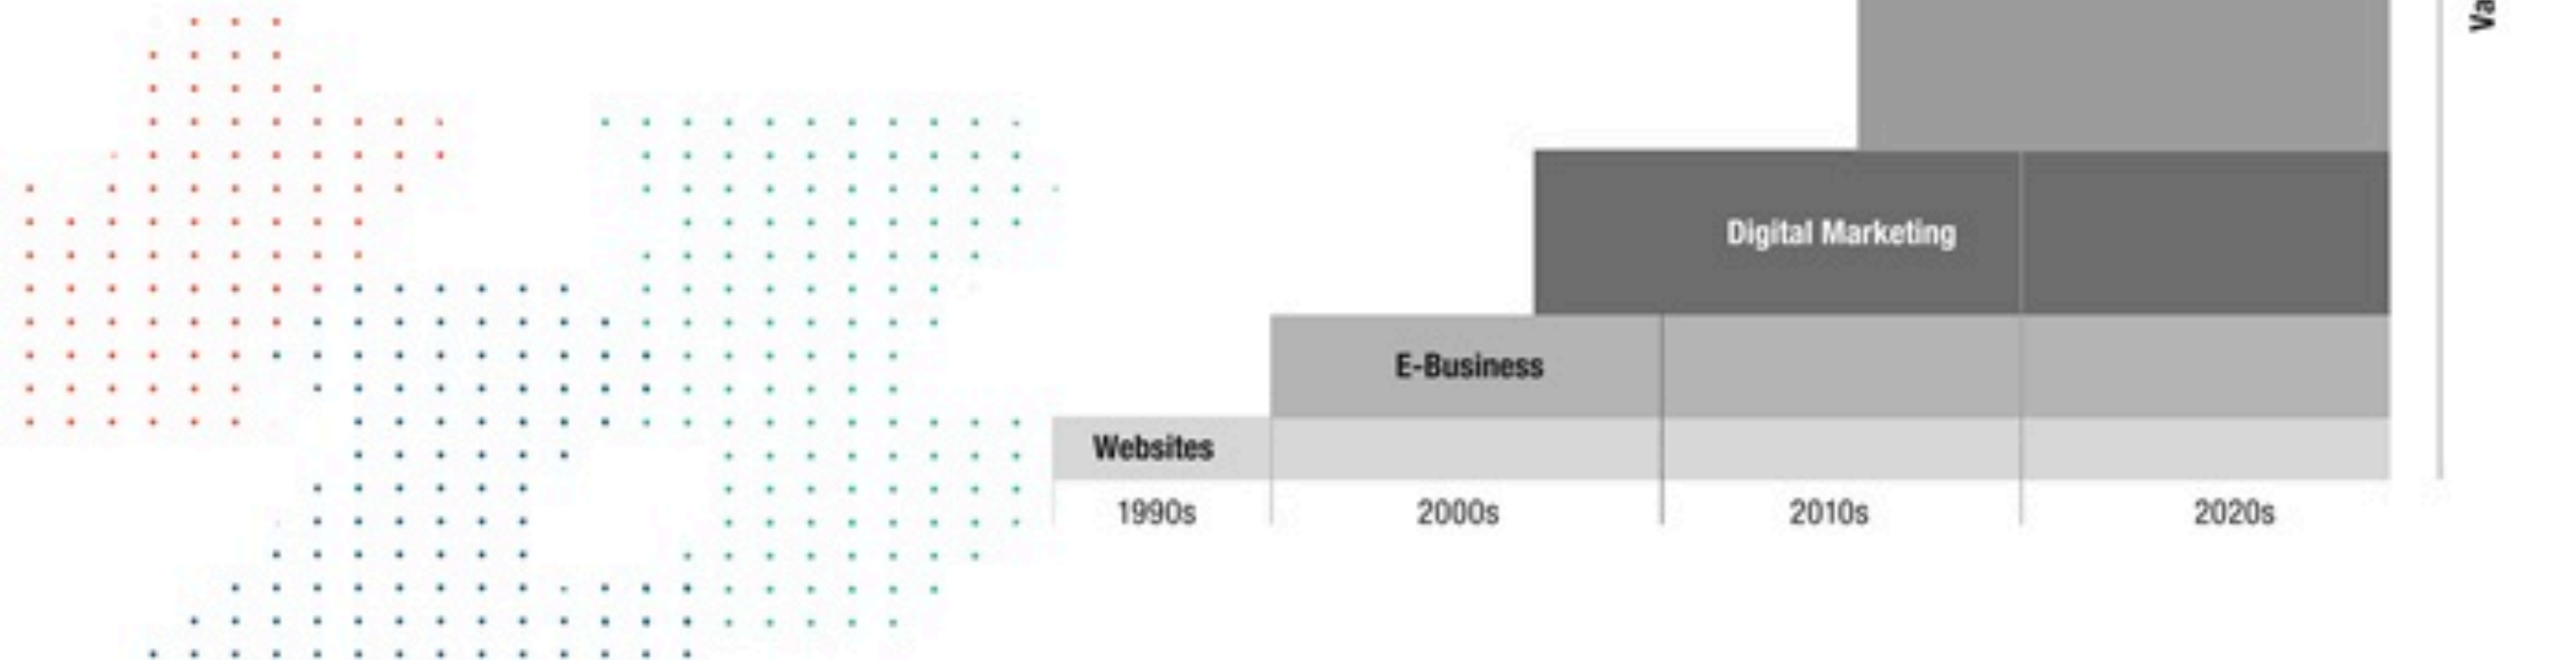 Digital Marketing
E-Business
Websites
1990s
2000s
2010s
2020s